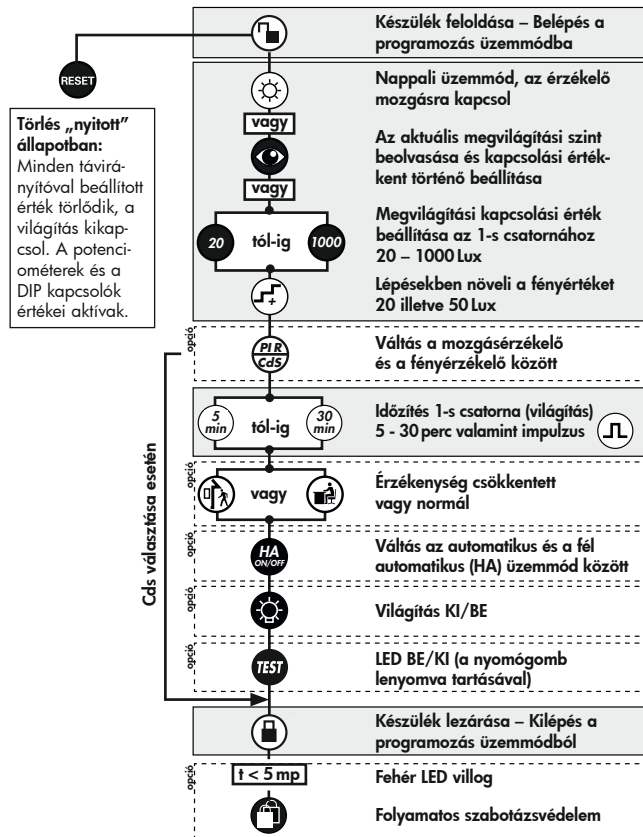 Készülék feloldása – Belépés a
programozás üzemmódba
RESET
Törlés „nyitott”
állapotban:
Minden távirá-
nyítóval beállított
érték törlődik, a
világítás kikap-
csol. A potenci-
ométerek és a
DIP kapcsolók
értékei aktívak.
Nappali üzemmód, az érzékelő
mozgásra kapcsol
vagy
Az aktuális megvilágítási szint
beolvasása és kapcsolási érték-
kent történő beállítása
vagy
20 tól-ig 1000
Megvilágítási kapcsolási érték
beállítása az 1-s csatornához
20 – 1000 Lux
+
Lépésekben növeli a fényértéket
20 illetve 50 Lux
opció
PIR
CdS
Váltás a mozgásérzékelő
és a fényérzékelő között
Cds választása esetén
5
min
tól-ig
30
min
Időzítés 1-s csatorna (világítás)
5 - 30 perc valamint impulzus
opció
vagy
Érzékenység csökkentett
vagy normál
opció
HA
ON/OFF
Váltás az automatikus és a fél
automatikus (HA) üzemmód között
opció
Világítás KI/BE
opció
TEST
LED BE/KI (a nyomógomb
lenyomva tartásával)
Készülék lezárása – Kilépés a
programozás üzemmódból
opció
t < 5 mp
Fehér LED villog
Folyamatos szabotázsvédelem